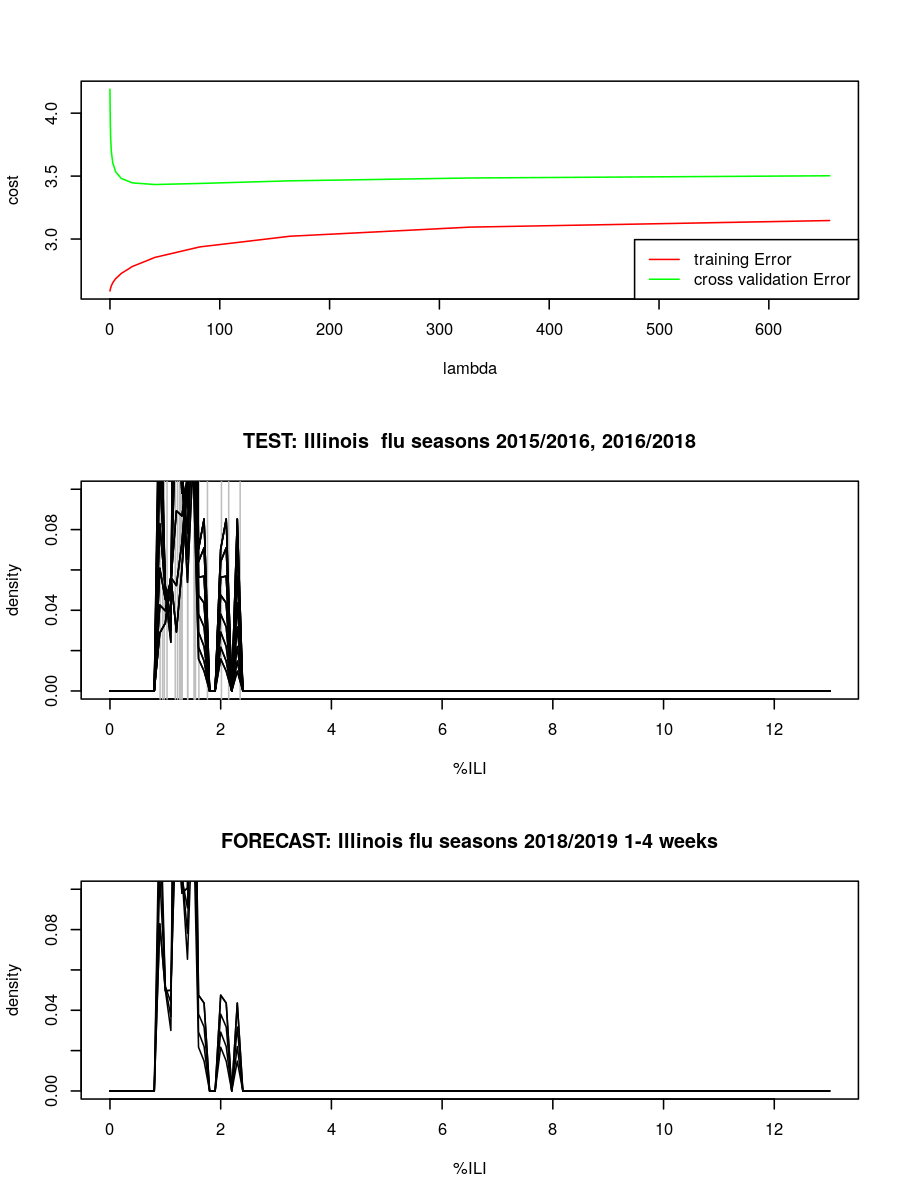 4.0
3.5
3.0
cost
training Error
cross validation Error
0 100 200 300 400 500 600
lambda
TEST: Illinois  flu seasons 2015/2016, 2016/2018
0.08
0.04
0.00
density
0 2 4 6 8 10 12
%ILI
FORECAST: Illinois flu seasons 2018/2019 1-4 weeks
0.08
0.04
0.00
density
0 2 4 6 8 10 12
%ILI